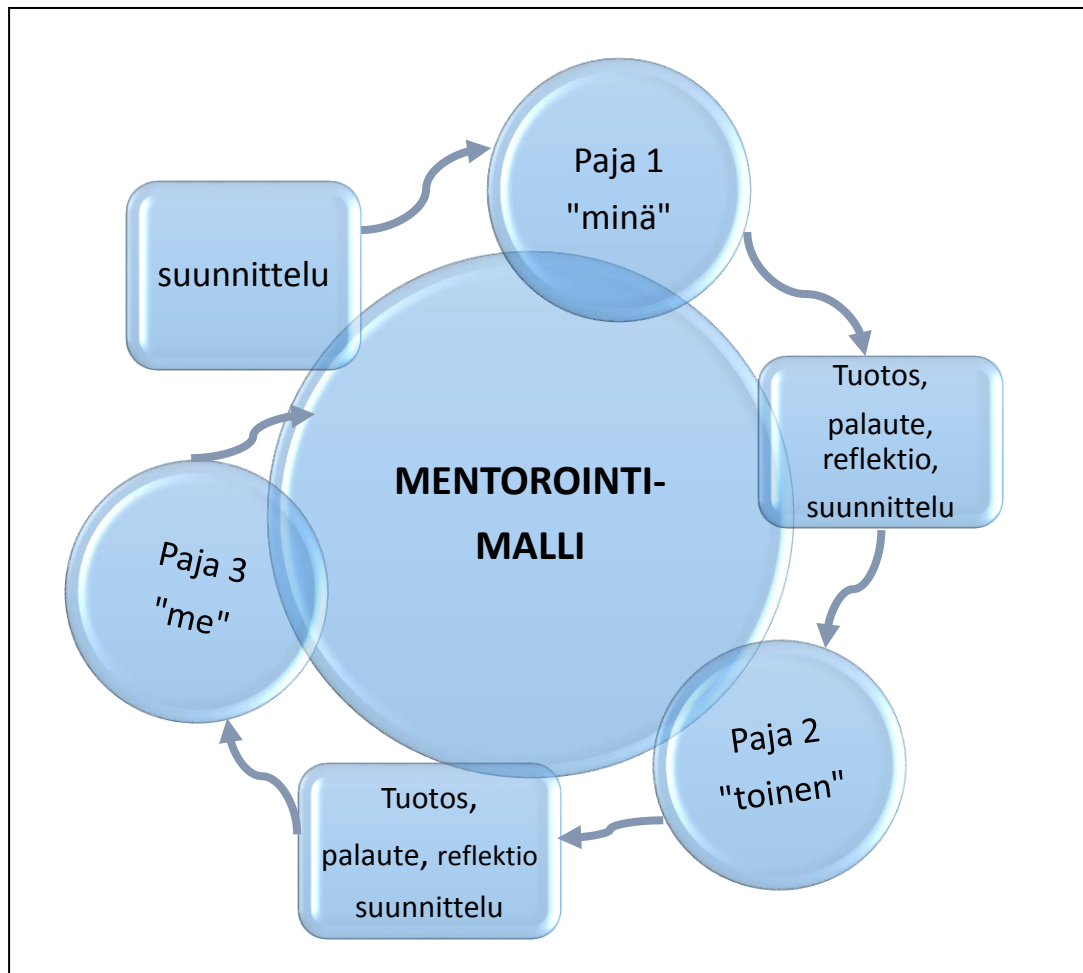 suunnittelu
Paja 1
"minä"
Tuotos,
palaute,
reflektio,
suunnittelu
MENTOROINTI-
MALLI
Paja 2
"toinen"
Tuotos,
palaute, reflektio
suunnittelu
Paja 3
"me"